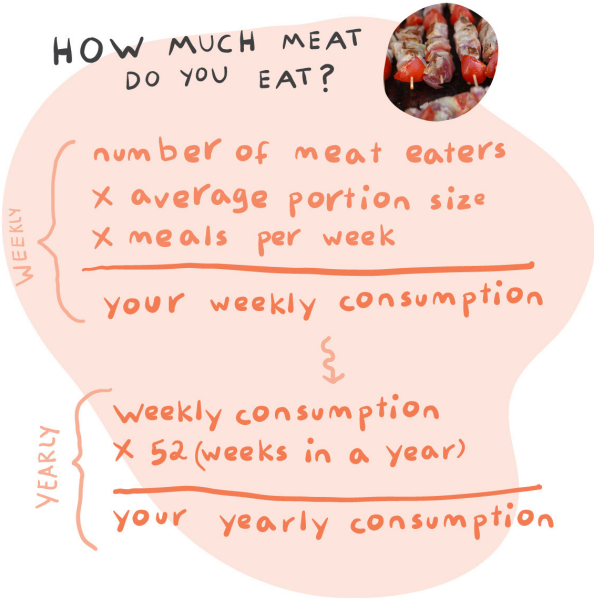 HOW MUCH MEAT
DO YOU EAT?
WEEKLY
number of meat eaters
X average portion size
X meals per week
your weekly consumption
YEARLY
weekly consumption
X 52 (weeks in a year)
your yearly consumption